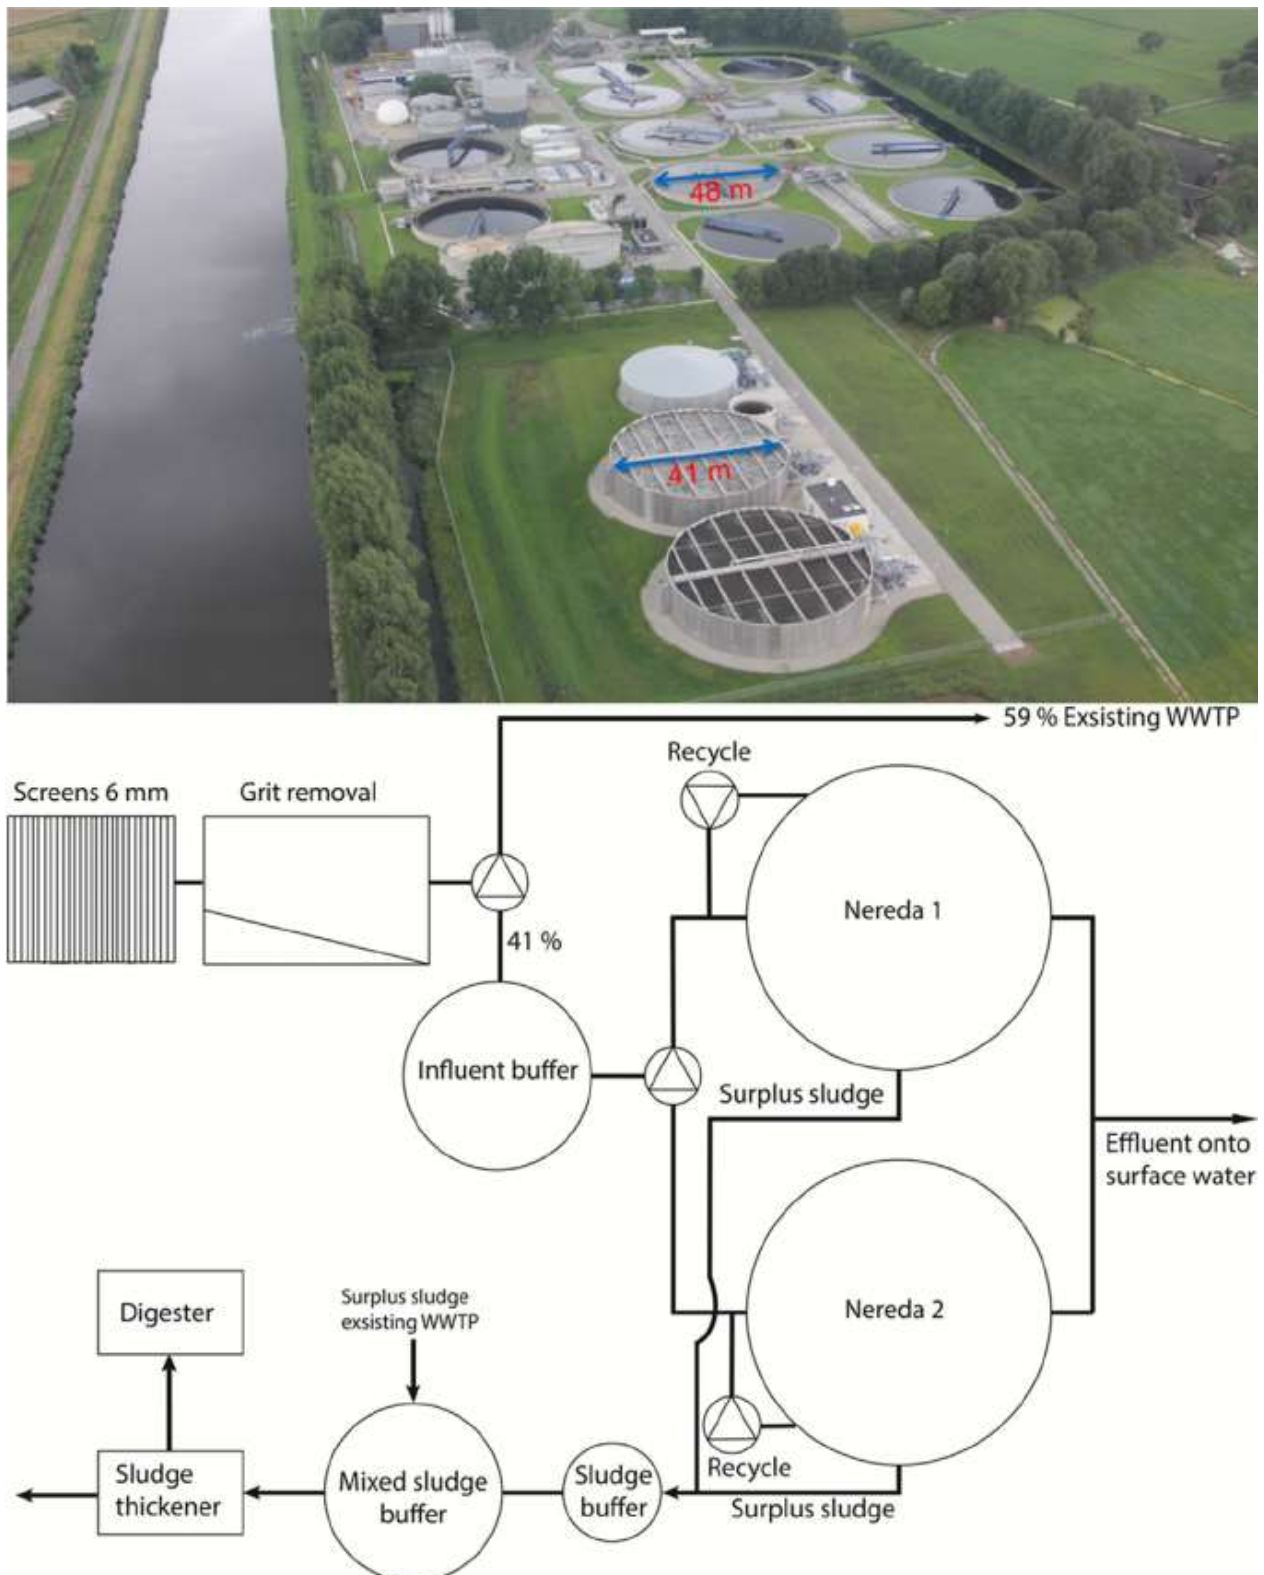 48 m
41 m
59 % Exsisting WWTP
Recycle
Screens 6 mm
Grit removal
Nereda 1
41 %
Influent buffer
Surplus sludge
Effluent onto
surface water
Digester
Surplus sludge
exsisting WWTP
Nereda 2
Recycle
Sludge
thickener
Mixed sludge
buffer
Sludge
buffer
Surplus sludge